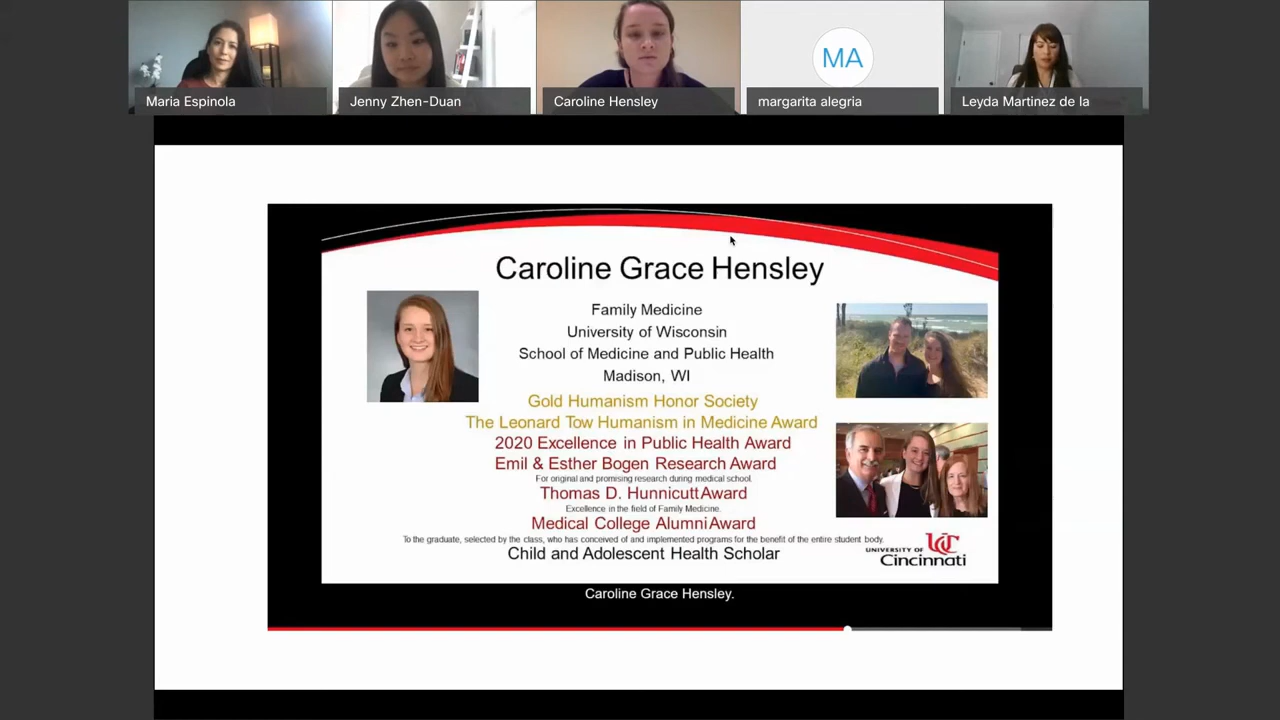 Maria Espinola
Jenny Zhen-Duan
Caroline Hensley
MA
margarita alegria
Leyda Martinez de la
Caroline Grace Hensley
Family Medicine
University of Wisconsin
School of Medicine and Public Health
Madison, WI
Gold Humanism Honor Society
The Leonard Tow Humanism in Medicine Award
2020 Excellence in Public Health Award
Emil & Esther Bogen Research Award
For original and promising research during medical school.
Thomas D. Hunnicutt Award
Excellence in the field of Family Medicine.
Medical College Alumni Award
To the graduate, selected by the class, who has conceived of and implemented programs for the benefit of the entire student body.
Child and Adolescent Health Scholar
UC
UNIVERSITY OF
Cincinnati
Caroline Grace Hensley.